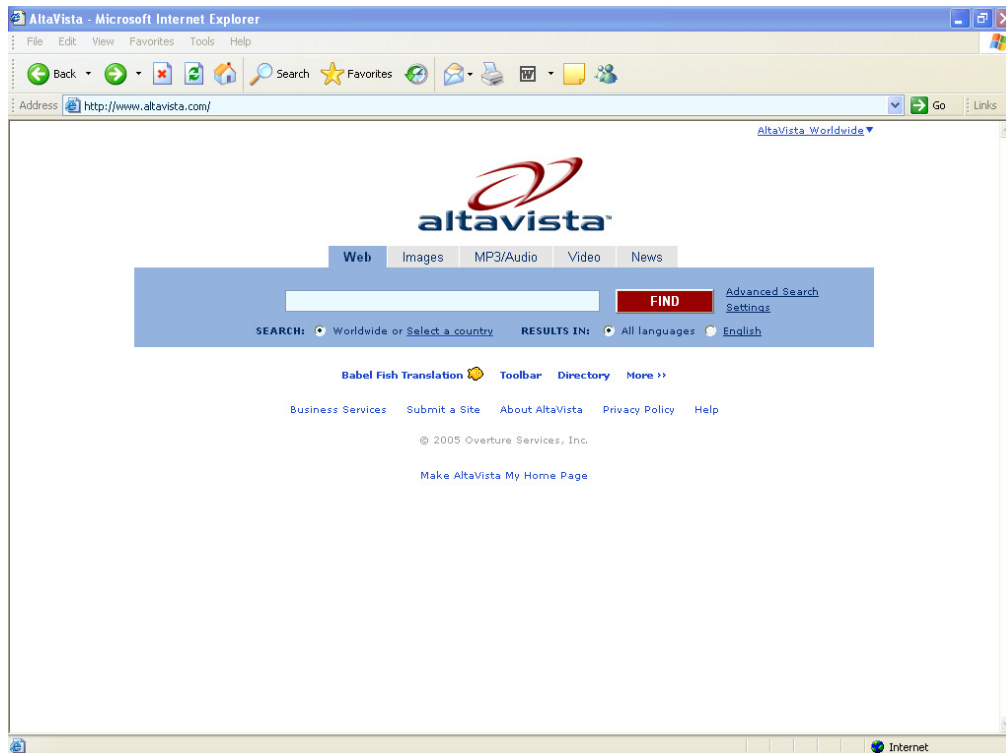 AltaVista - Microsoft Internet Explorer
File Edit View Favorites Tools Help
Back Search Favorites
Address http://www.altavista.com/ Go Links
AltaVista Worldwide
altavista™
Web Images MP3/Audio Video News
FIND
Advanced Search
Settings
SEARCH: Worldwide or Select a country RESULTS IN: All languages English
Babel Fish Translation Toolbar Directory More ››
Business Services Submit a Site About AltaVista Privacy Policy Help
© 2005 Overture Services, Inc.
Make AltaVista My Home Page
Internet